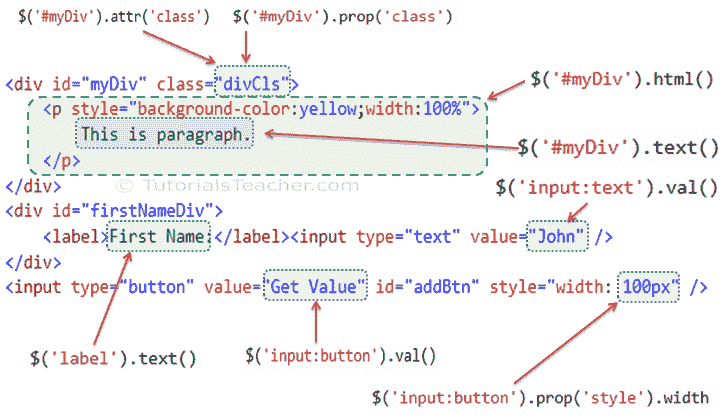 $('#myDiv').attr('class') $('#myDiv').prop('class')
<div id="myDiv" class="divCls">
$('#myDiv').html()
<p style="background-color:yellow;width:100%">
This is paragraph.
$('#myDiv').text()
</p>
</div>
© TutorialsTeacher.com
$('input:text').val()
<div id="firstNameDiv">
<label>First Name:</label><input type="text" value="John" />
</div>
<input type="button" value="Get Value" id="addBtn" style="width: 100px" />
$('label').text() $('input:button').val()
$('input:button').prop('style').width